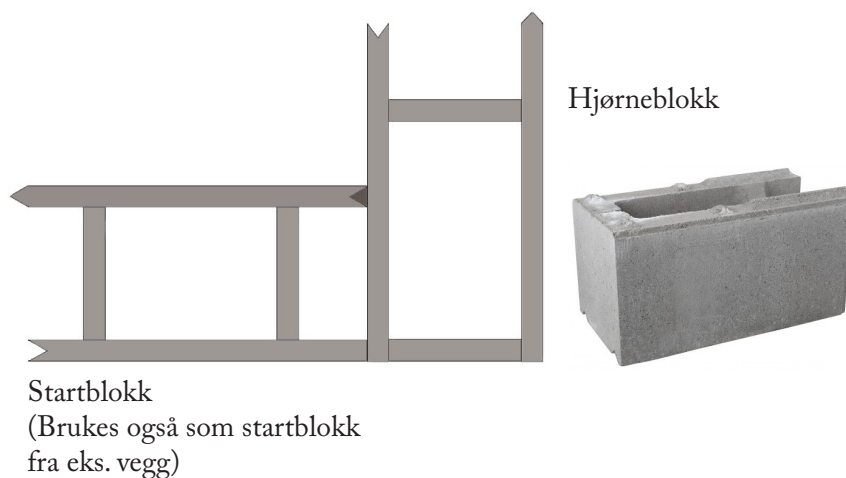 Hjørneblokk
Startblokk
(Brukes også som startblokk
fra eks. vegg)